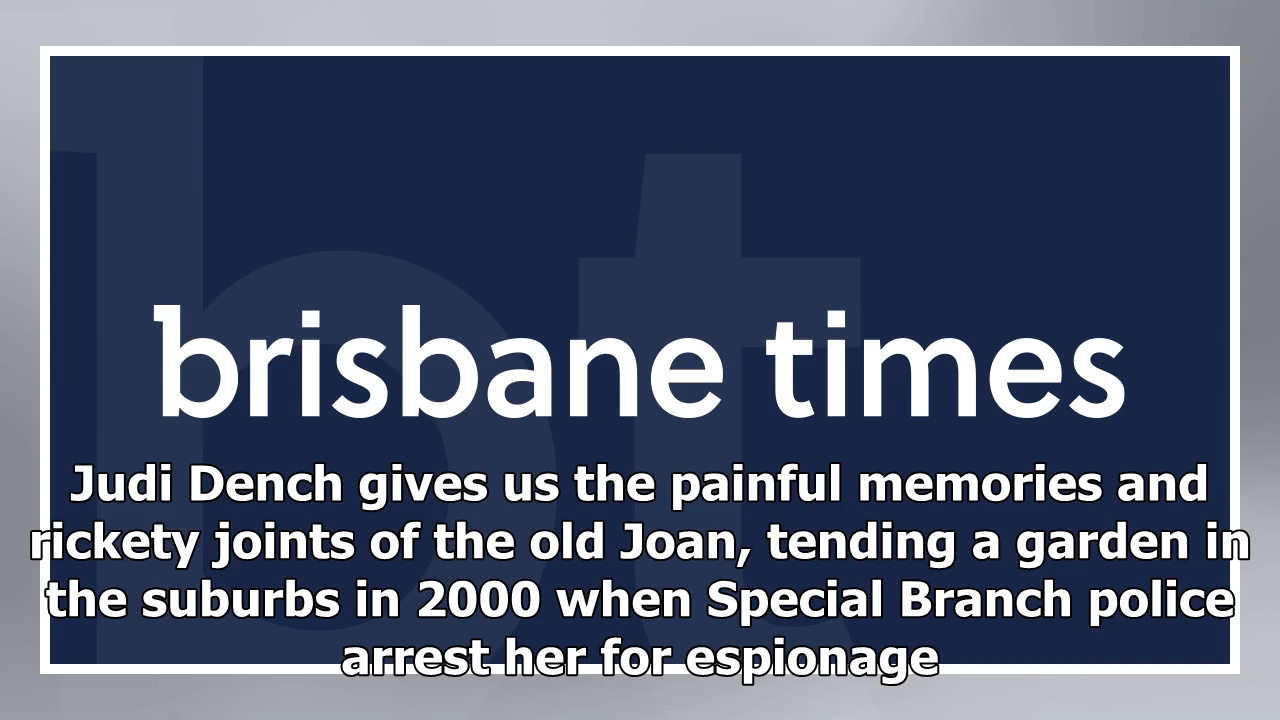 brisbane times
Judi Dench gives us the painful memories and
rickety joints of the old Joan, tending a garden in
the suburbs in 2000 when Special Branch police
arrest her for espionage